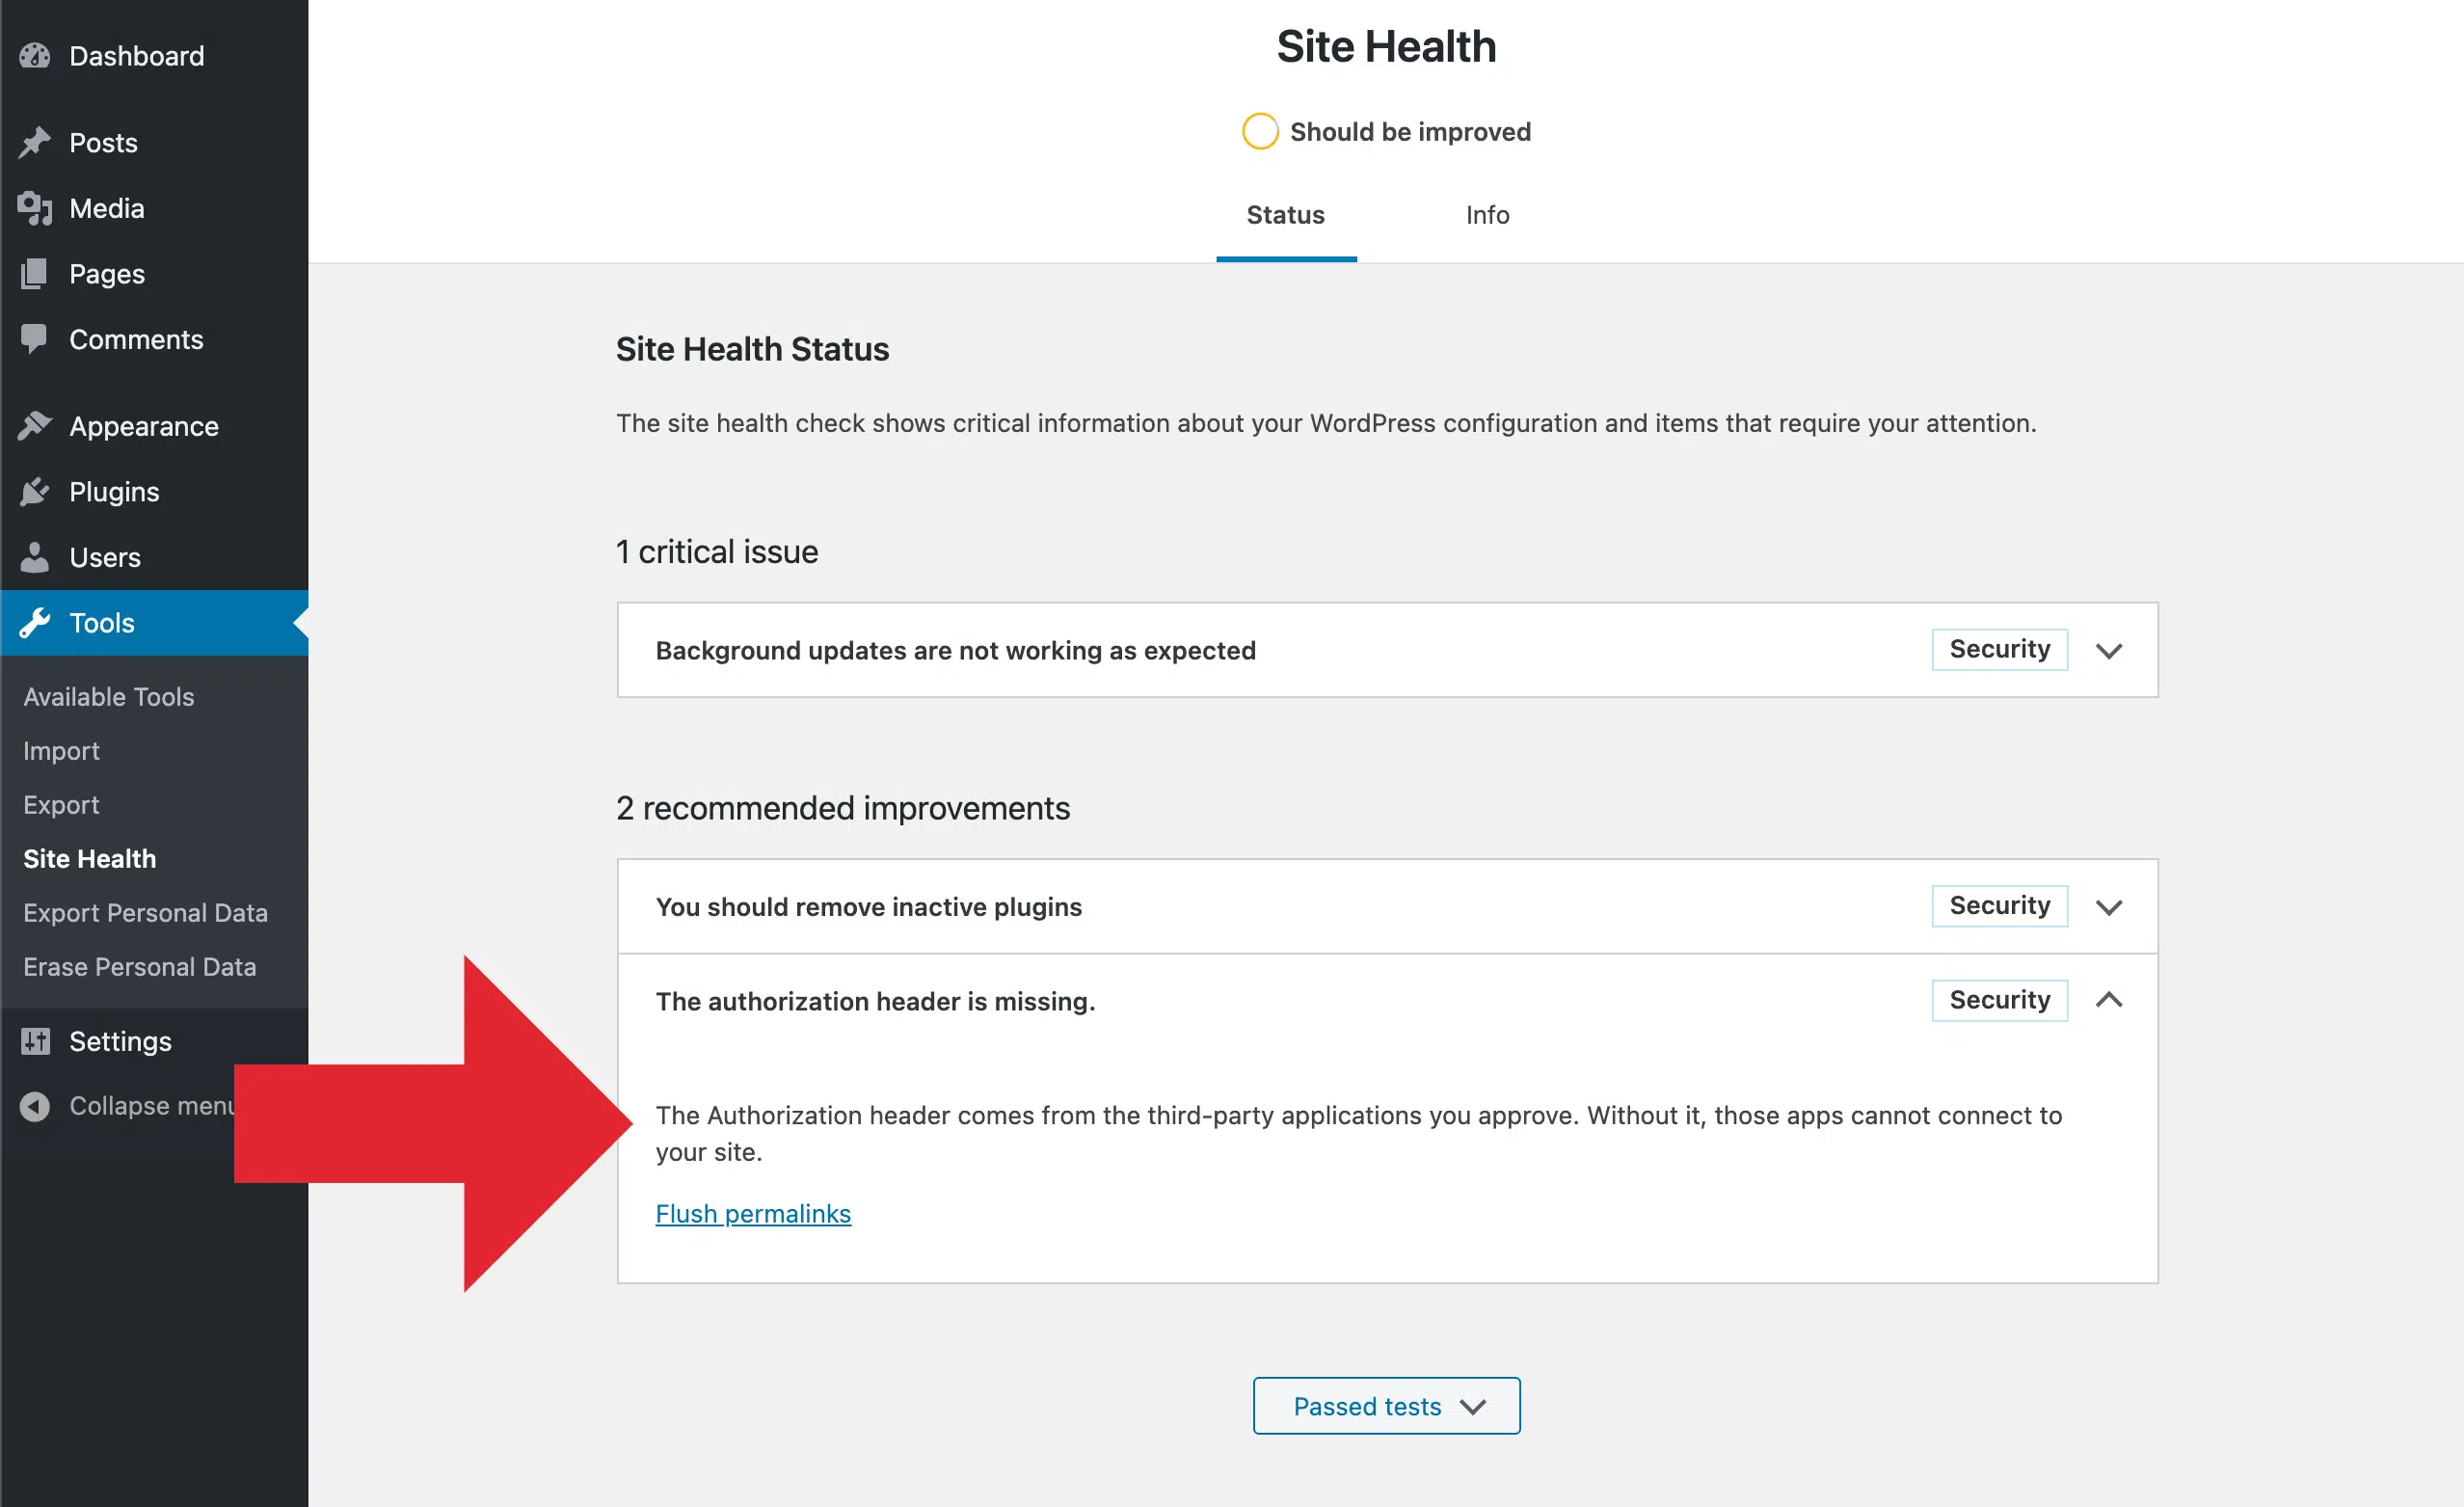 Dashboard
Posts
Media
Pages
Comments
Appearance
Plugins
Users
Tools
Available Tools
Import
Export
Site Health
Export Personal Data
Erase Personal Data
Settings
Collapse menu
Site Health
Should be improved
Status
Info
Site Health Status
The site health check shows critical information about your WordPress configuration and items that require your attention.
1 critical issue
Background updates are not working as expected
Security
2 recommended improvements
You should remove inactive plugins
Security
The authorization header is missing.
Security
The Authorization header comes from the third-party applications you approve. Without it, those apps cannot connect to
your site.
Flush permalinks
Passed tests